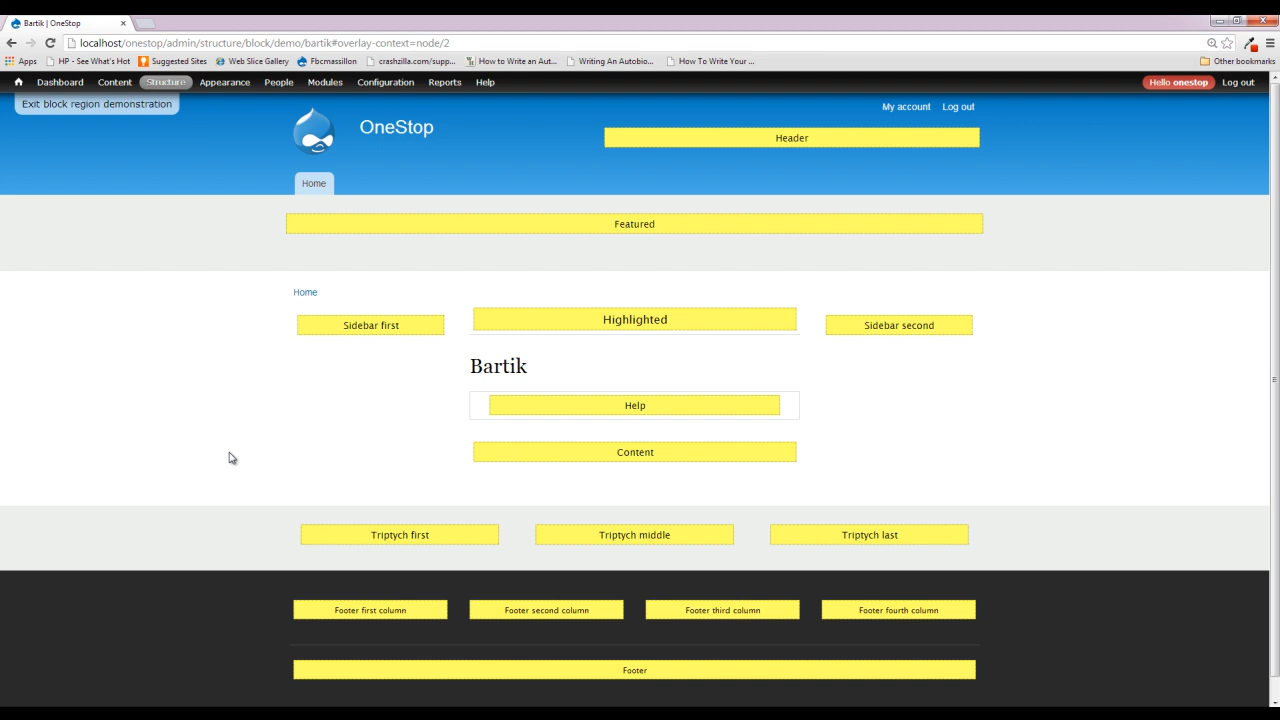 Bartik | OneStop
localhost/onestop/admin/structure/block/demo/bartik#overlay-context=node/2
Apps HP - See What's Hot Suggested Sites Web Slice Gallery Fbcmassillon crashzilla.com/supp... How to Write an Aut... Writing An Autobio... How To Write Your ... Other bookmarks
Dashboard Content Structure Appearance People Modules Configuration Reports Help Hello onestop Log out
Exit block region demonstration
My account Log out
OneStop
Header
Home
Featured
Home
Sidebar first Highlighted Sidebar second
Bartik
Help
Content
Triptych first Triptych middle Triptych last
Footer first column Footer second column Footer third column Footer fourth column
Footer